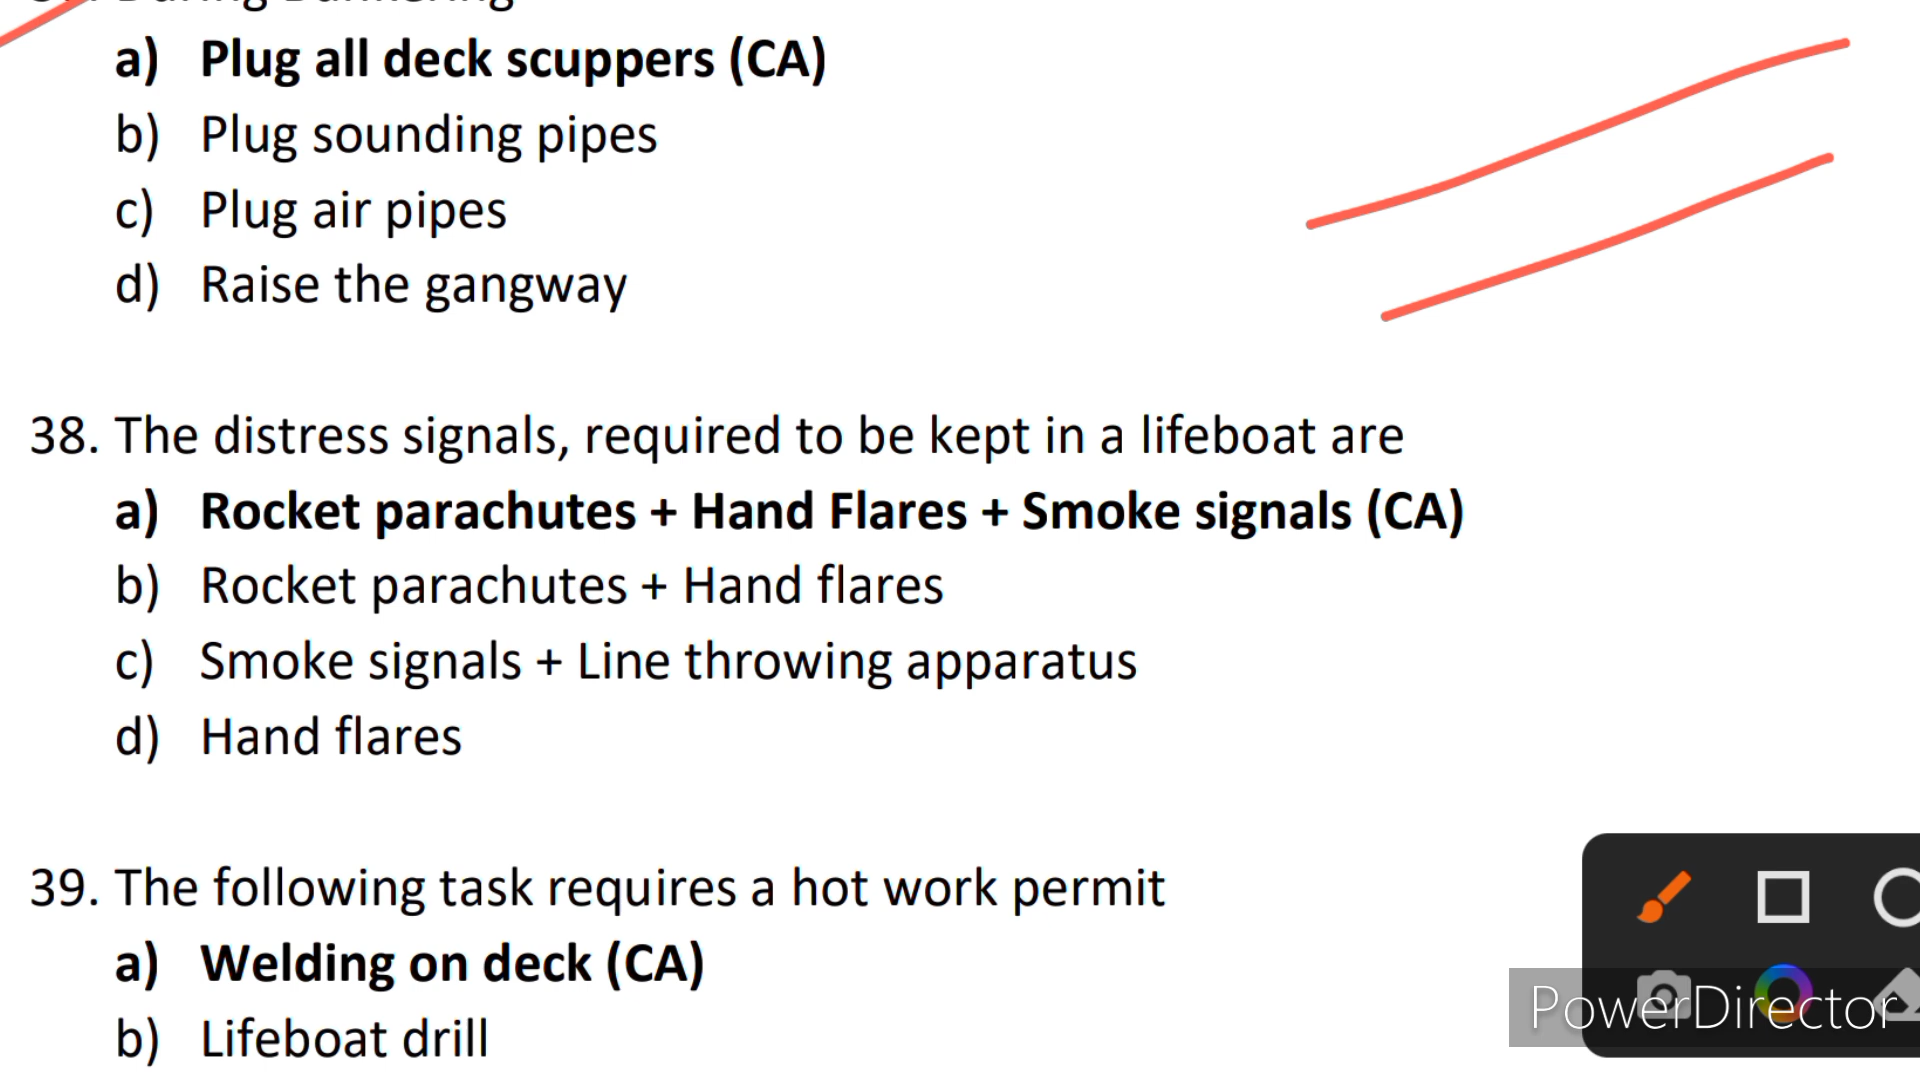 a) Plug all deck scuppers (CA)
b) Plug sounding pipes
c) Plug air pipes
d) Raise the gangway
38. The distress signals, required to be kept in a lifeboat are
a) Rocket parachutes + Hand Flares + Smoke signals (CA)
b) Rocket parachutes + Hand flares
c) Smoke signals + Line throwing apparatus
d) Hand flares
39. The following task requires a hot work permit
a) Welding on deck (CA)
b) Lifeboat drill
PowerDirector